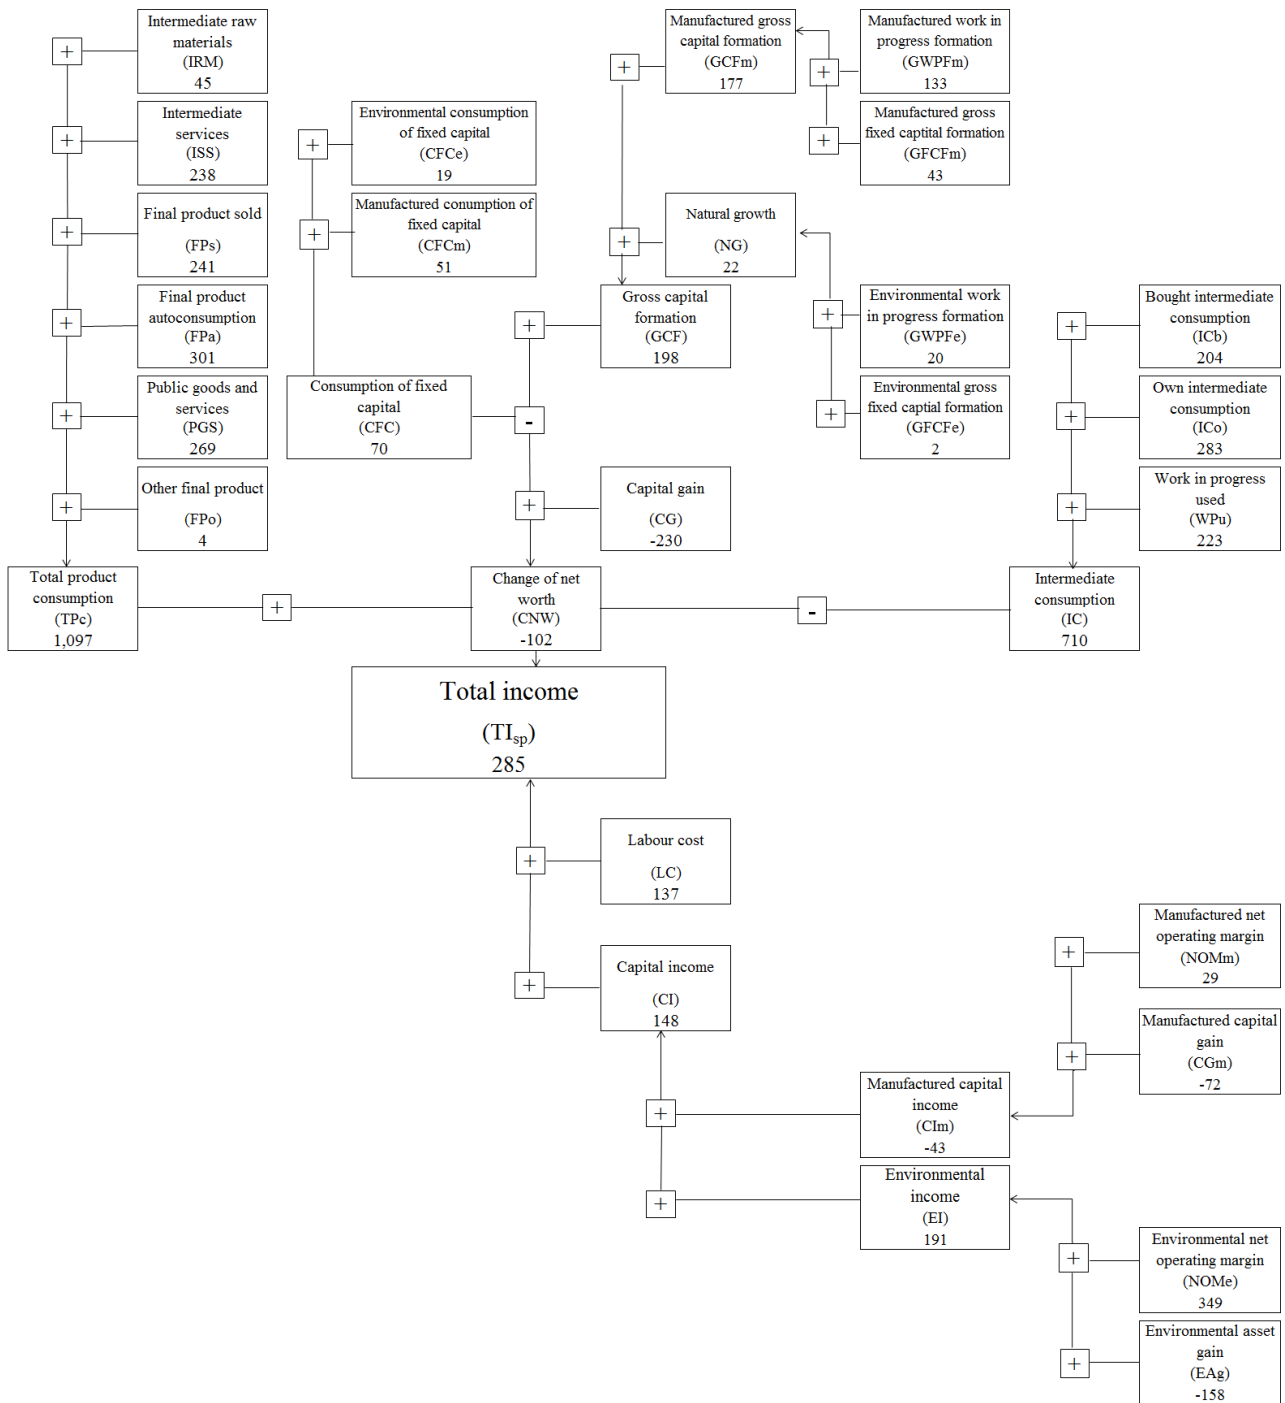 Intermediate raw
materials
(IRM)
45
+
Intermediate
services
(ISS)
238
+
Final product sold
(FPs)
241
+
Final product
autoconsumption
(FPa)
301
+
Public goods and
services
(PGS)
269
+
Other final product
(FPo)
4
+
Total product
consumption
(TPc)
1,097
+
Environmental consumption
of fixed capital
(CFCe)
19
+
Manufactured conumption of
fixed capital
(CFCm)
51
+
Consumption of fixed
capital
(CFC)
70
-
Manufactured gross
capital formation
(GCFm)
177
+
Manufactured work in
progress formation
(GWPFm)
133
+
Manufactured gross
fixed captital formation
(GFCFm)
43
+
Natural growth
(NG)
22
+
Gross capital
formation
(GCF)
198
+
Environmental work
in progress formation
(GWPFe)
20
+
Environmental gross
fixed captial formation
(GFCFe)
2
+
Capital gain
(CG)
-230
+
Change of net
worth
(CNW)
-102
-
Bought intermediate
consumption
(ICb)
204
+
Own intermediate
consumption
(ICo)
283
+
Work in progress
used
(WPu)
223
+
Intermediate
consumption
(IC)
710
Total income
(TIsp)
285
Labour cost
(LC)
137
+
Capital income
(CI)
148
+
Manufactured net
operating margin
(NOMm)
29
+
Manufactured capital
gain
(CGm)
-72
+
Manufactured capital
income
(CIm)
-43
+
Environmental
income
(EI)
191
+
Environmental net
operating margin
(NOMe)
349
+
Environmental asset
gain
(EAg)
-158
+